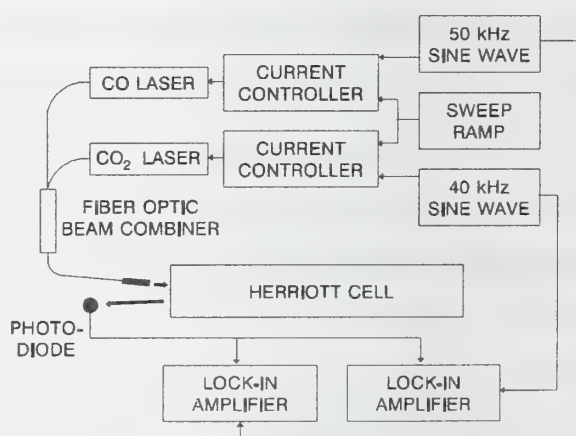 50 kHz
SINE WAVE
CO LASER
CURRENT
CONTROLLER
SWEEP
RAMP
CO₂ LASER
CURRENT
CONTROLLER
40 kHz
SINE WAVE
FIBER OPTIC
BEAM COMBINER
HERRIOTT CELL
PHOTO-
DIODE
LOCK-IN
AMPLIFIER
LOCK-IN
AMPLIFIER